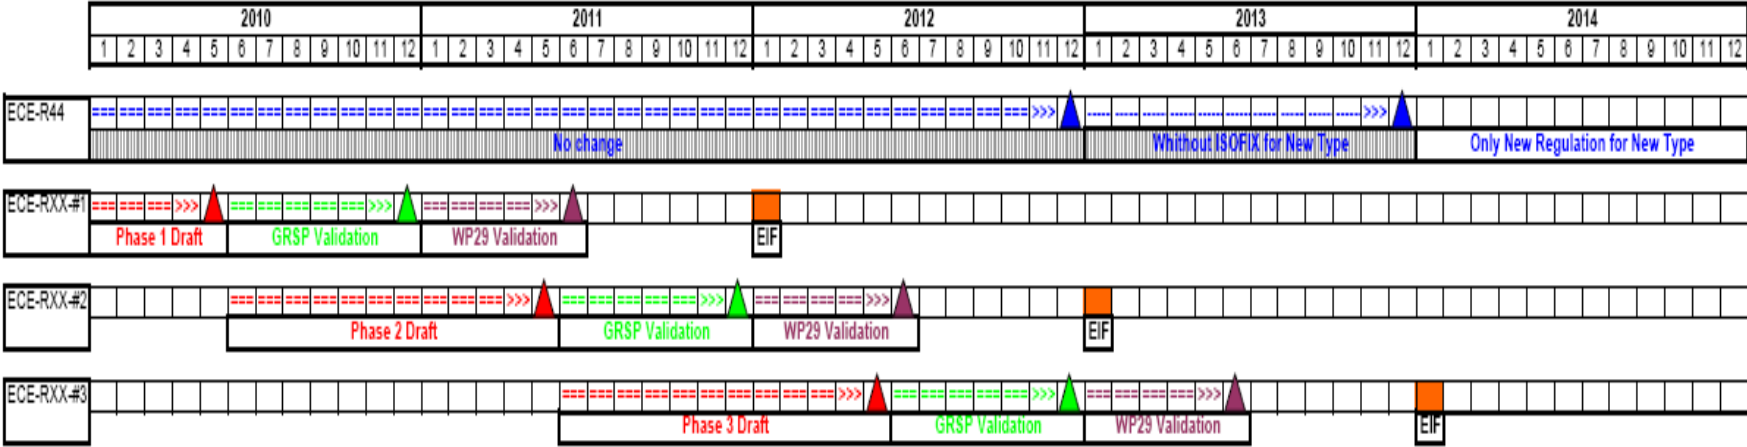 2010 2011 2012 2013 2014
1 2 3 4 5 6 7 8 9 10 11 12 1 2 3 4 5 6 7 8 9 10 11 12 1 2 3 4 5 6 7 8 9 10 11 12 1 2 3 4 5 6 7 8 9 10 11 12 1 2 3 4 5 6 7 8 9 10 11 12
ECE-R44
No change Whithout ISOFIX for New Type Only New Regulation for New Type
ECE-RXX-#1
Phase 1 Draft GRSP Validation WP29 Validation EIF
ECE-RXX-#2
Phase 2 Draft GRSP Validation WP29 Validation EIF
ECE-RXX-#3
Phase 3 Draft GRSP Validation WP29 Validation EIF